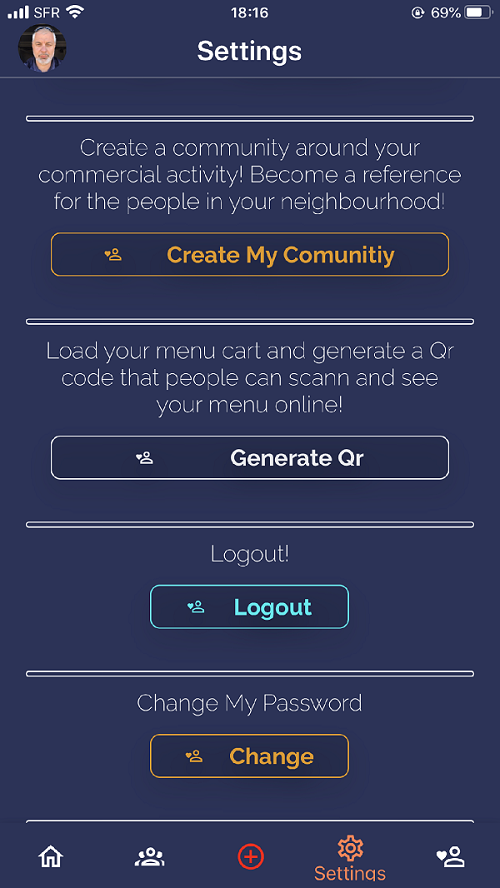 SFR 18:16 69%
Settings
Create a community around your
commercial activity! Become a reference
for the people in your neighbourhood!
Create My Comunitiy
Load your menu cart and generate a Qr
code that people can scann and see
your menu online!
Generate Qr
Logout!
Logout
Change My Password
Change
Settings